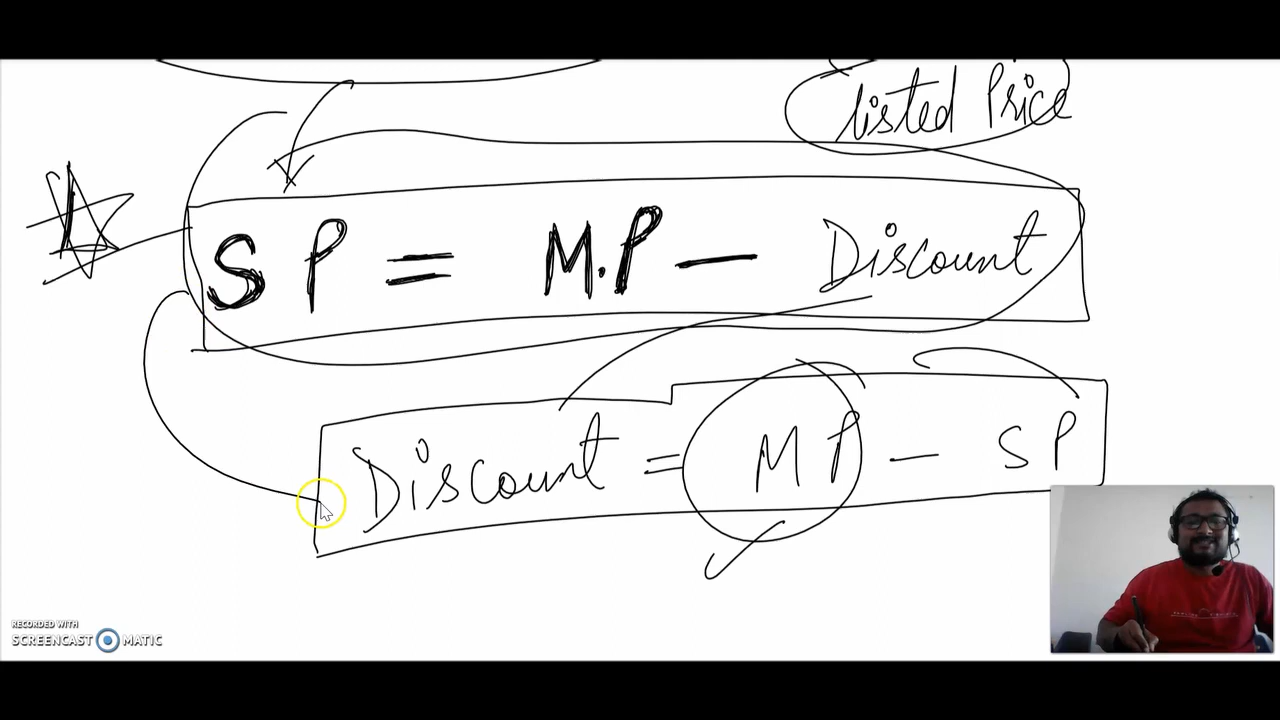 listed Price
SP = M.P - Discount
Discount = MP - SP
RECORDED WITH
SCREENCAST MATIC